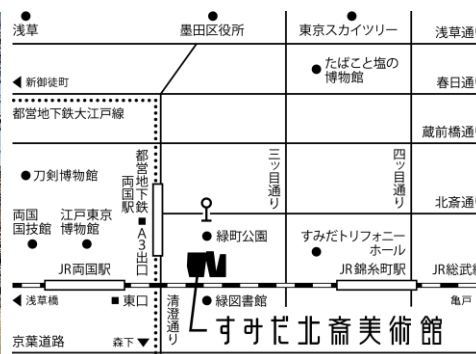 浅草
墨田区役所
東京スカイツリー
浅草通
たばこと塩の
博物館
新御徒町
春日通
都営地下鉄大江戸線
蔵前橋通
刀剣博物館
都営地下鉄
両国駅
A3出口
三ッ目通り
四ッ目通り
北斎通
両国
国技館
江戸東京
博物館
緑町公園
すみだトリフォニー
ホール
JR両国駅
JR錦糸町駅
JR総武
浅草橋
東口
清澄通り
緑図書館
亀戸
すみだ北斎美術館
京葉道路
森下